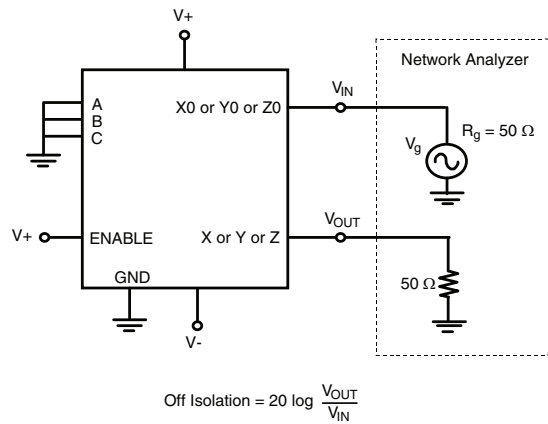 V+
Network Analyzer
A
B
C
X0 or Y0 or Z0
VIN
Vg
Rg = 50 Ω
V+
ENABLE
X or Y or Z
VOUT
50 Ω
GND
V-
Off Isolation = 20 log VOUT
VIN